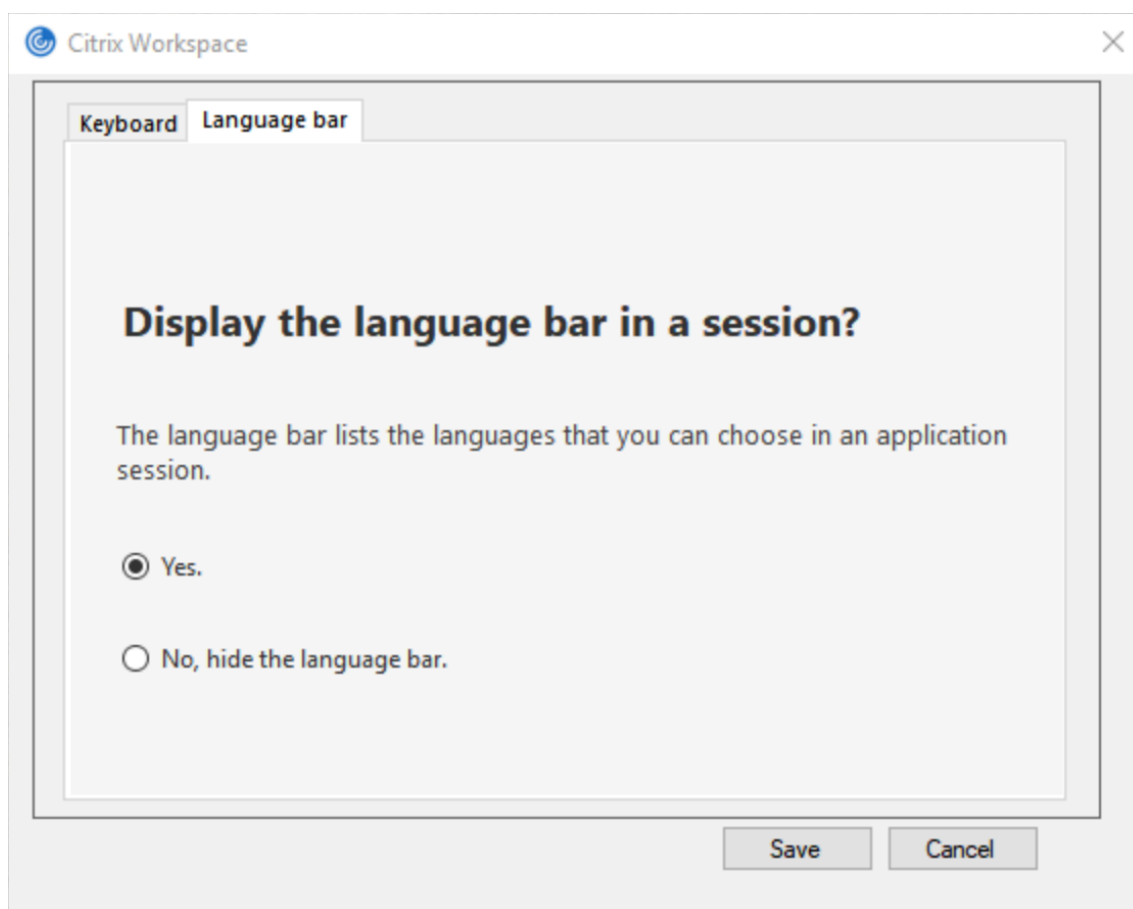 Citrix Workspace
Keyboard
Language bar
Display the language bar in a session?
The language bar lists the languages that you can choose in an application
session.
Yes.
No, hide the language bar.
Save
Cancel